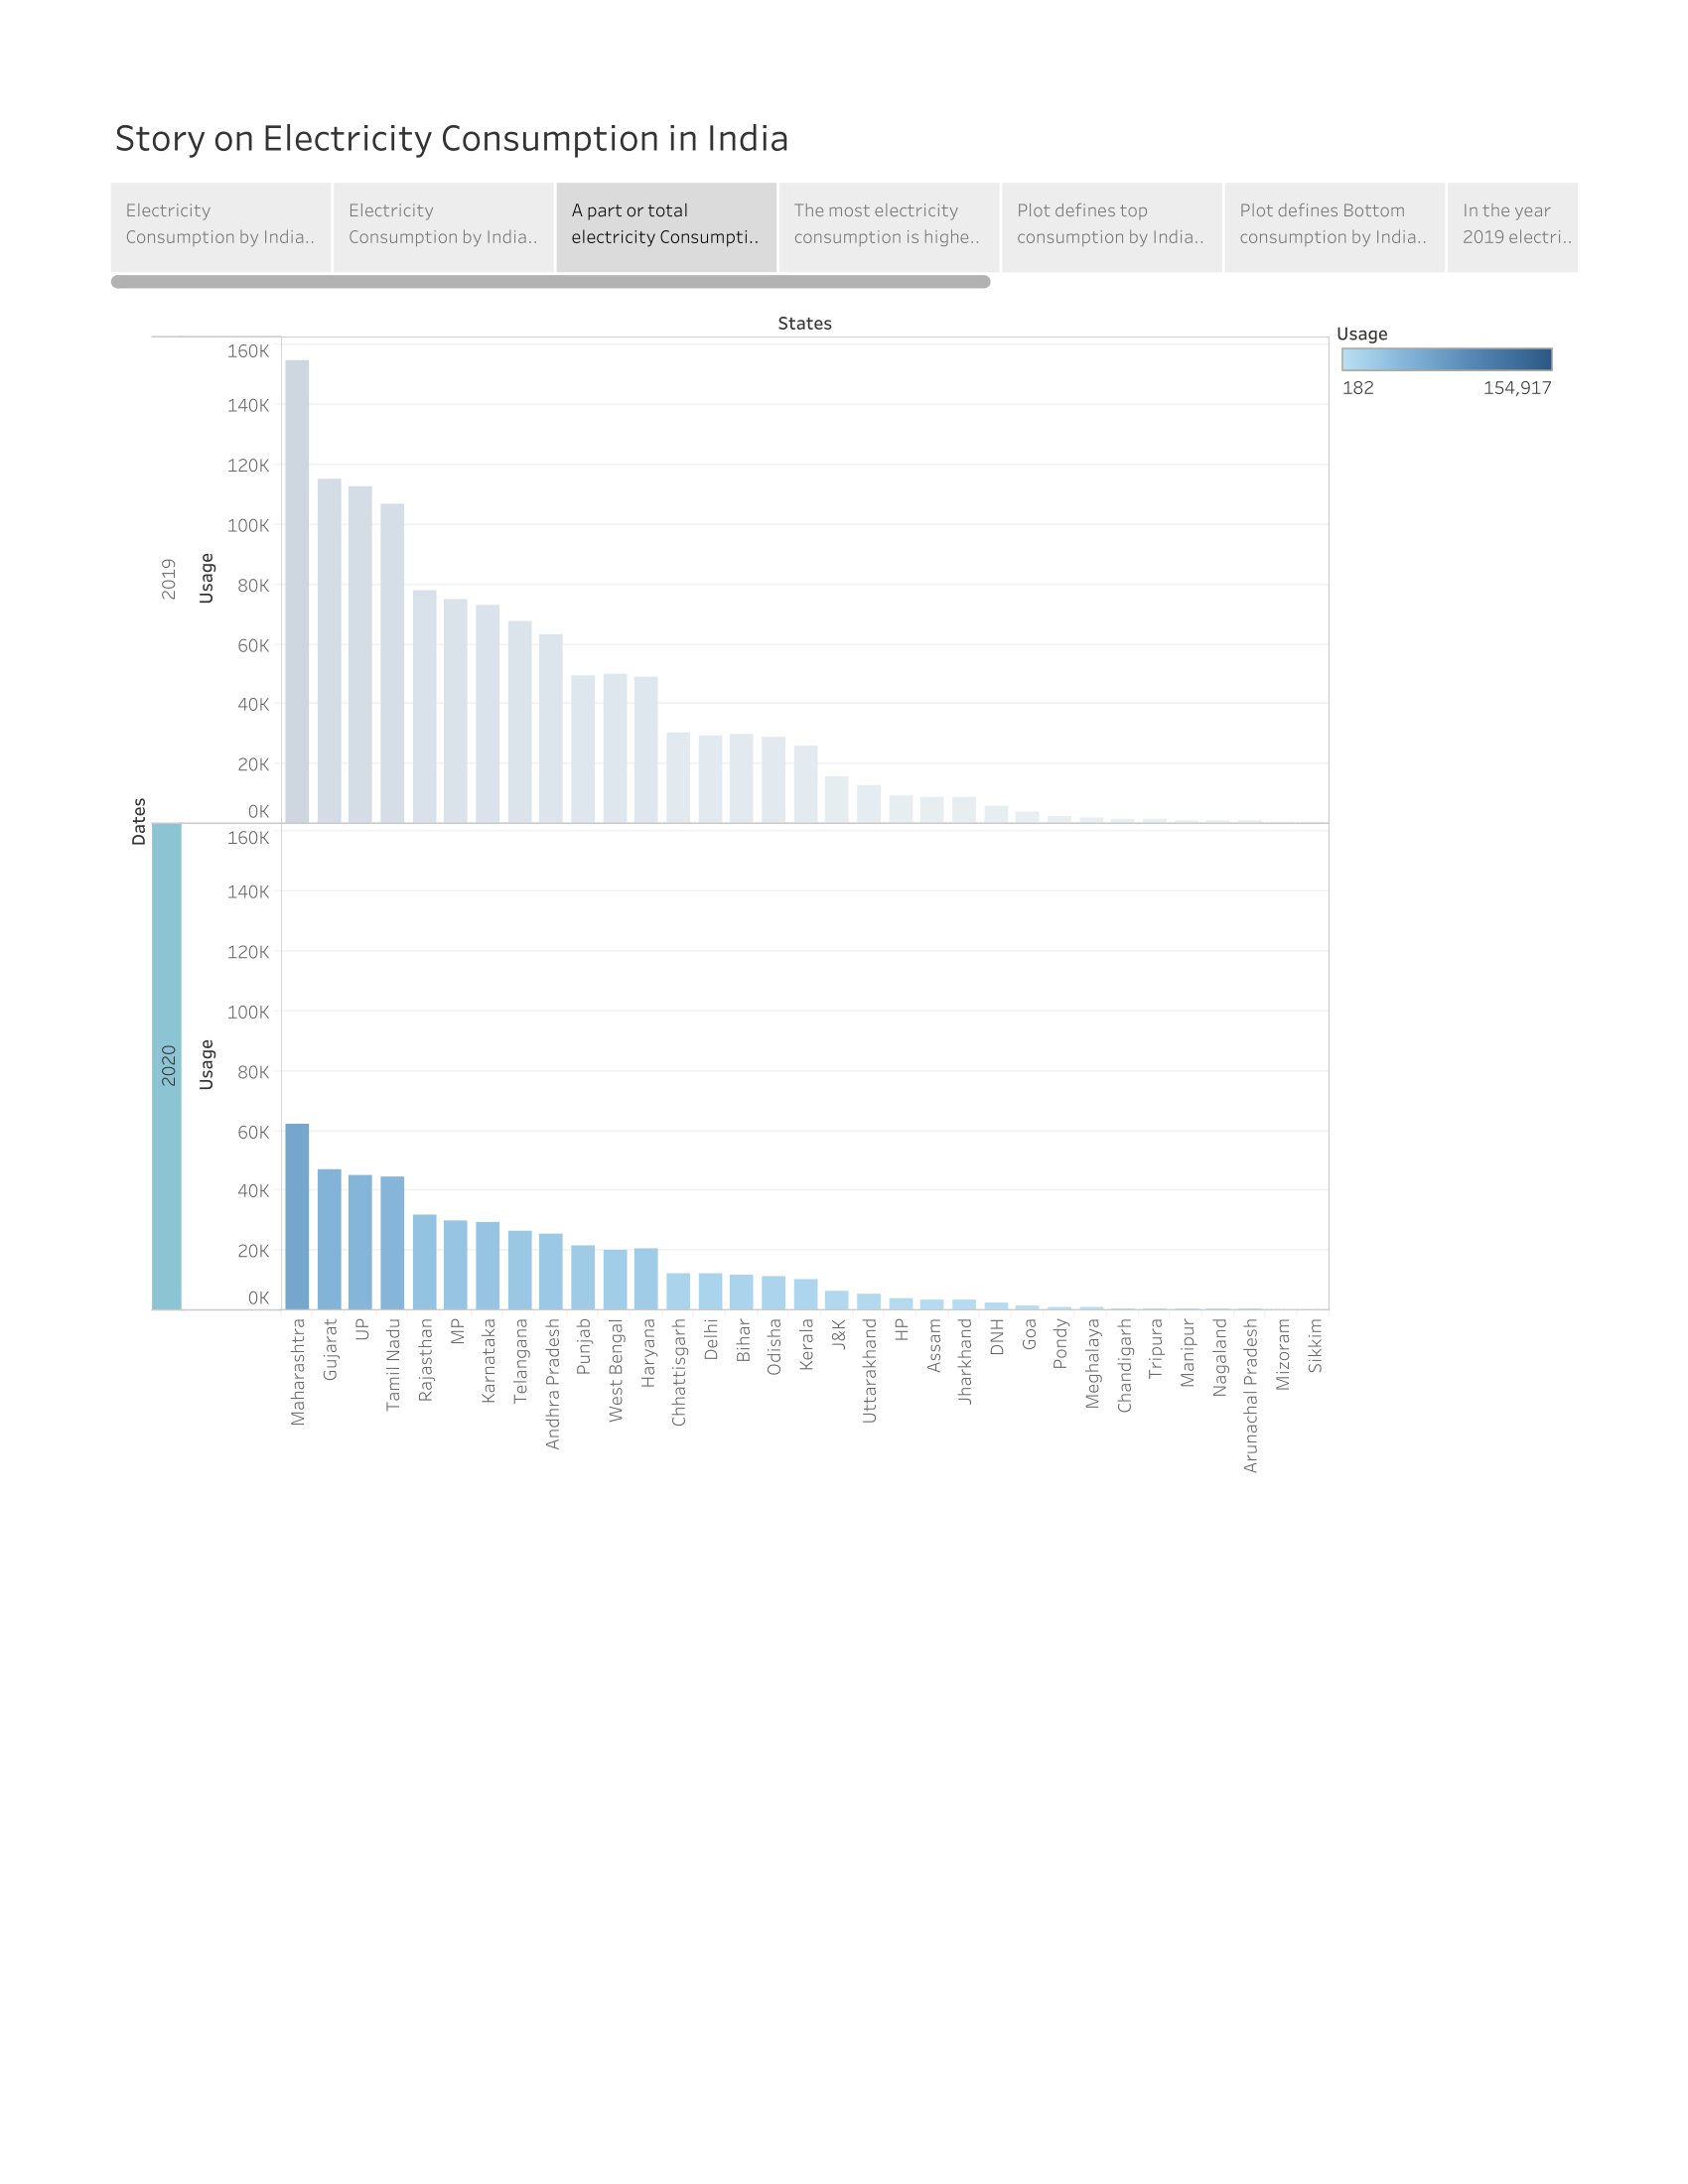 Story on Electricity Consumption in India
Electricity
Consumption by India..
Electricity
Consumption by India..
A part or total
electricity Consumpti..
The most electricity
consumption is highe..
Plot defines top
consumption by India..
Plot defines Bottom
consumption by India..
In the year
2019 electri..
States
Usage
182
154,917
Dates
2019
Usage
160K
140K
120K
100K
80K
60K
40K
20K
0K
2020
Usage
160K
140K
120K
100K
80K
60K
40K
20K
0K
Maharashtra
Gujarat
UP
Tamil Nadu
Rajasthan
MP
Karnataka
Telangana
Andhra Pradesh
Punjab
West Bengal
Haryana
Chhattisgarh
Delhi
Bihar
Odisha
Kerala
J&K
Uttarakhand
HP
Assam
Jharkhand
DNH
Goa
Pondy
Meghalaya
Chandigarh
Tripura
Manipur
Nagaland
Arunachal Pradesh
Mizoram
Sikkim